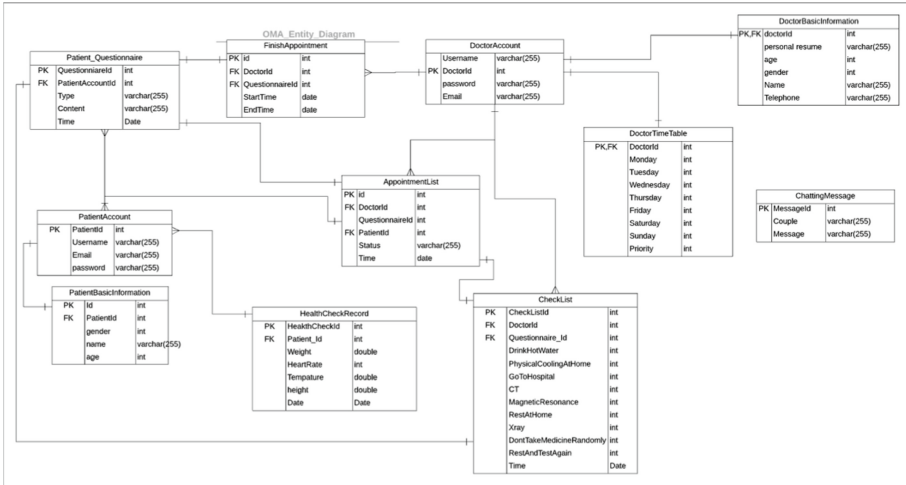 OMA_Entity_Diagram
Patient_Questionnaire
PK QuestionniareId int
FK PatientAccountId int
Type varchar(255)
Content varchar(255)
Time Date
FinishAppointment
PK id int
FK DoctorId int
FK QuestionnaireId int
StartTime date
EndTime date
DoctorAccount
Username varchar(255)
PK DoctorId int
password varchar(255)
Email varchar(255)
DoctorBasicInformation
PK,FK doctorId int
personal resume varchar(255)
age int
gender int
Name varchar(255)
Telephone varchar(255)
DoctorTimeTable
PK,FK DoctorId int
Monday int
Tuesday int
Wednesday int
Thursday int
Friday int
Saturday int
Sunday int
Priority int
AppointmentList
PK id int
FK DoctorId int
QuestionnaireId int
FK PatientId int
Status varchar(255)
Time date
ChattingMessage
PK MessageId int
Couple varchar(255)
Message varchar(255)
PatientAccount
PK PatientId int
Username varchar(255)
Email varchar(255)
password varchar(255)
PatientBasicInformation
PK Id int
FK PatientId int
gender int
name varchar(255)
age int
HealthCheckRecord
PK HeakthCheckId int
FK Patient_Id int
Weight double
HeartRate int
Tempature double
height double
Date Date
CheckList
PK CheckListId int
FK DoctorId int
FK Questionnaire_Id int
DrinkHotWater int
PhysicalCoolingAtHome int
GoToHospital int
CT int
MagneticResonance int
RestAtHome int
Xray int
DontTakeMedicineRandomly int
RestAndTestAgain int
Time Date